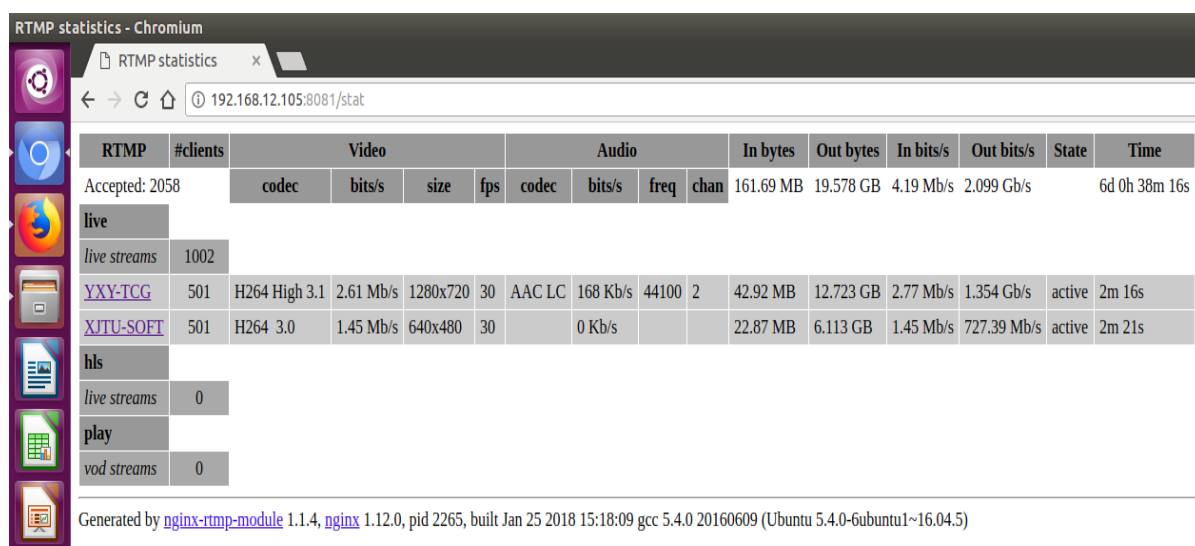 RTMP statistics - Chromium
RTMP statistics ×
192.168.12.105:8081/stat
RTMP #clients Video Audio In bytes Out bytes In bits/s Out bits/s State Time
Accepted: 2058 codec bits/s size fps codec bits/s freq chan 161.69 MB 19.578 GB 4.19 Mb/s 2.099 Gb/s 6d 0h 38m 16s
live
live streams 1002
YXY-TCG 501 H264 High 3.1 2.61 Mb/s 1280x720 30 AAC LC 168 Kb/s 44100 2 42.92 MB 12.723 GB 2.77 Mb/s 1.354 Gb/s active 2m 16s
XJTU-SOFT 501 H264 3.0 1.45 Mb/s 640x480 30 0 Kb/s 22.87 MB 6.113 GB 1.45 Mb/s 727.39 Mb/s active 2m 21s
hls
live streams 0
play
vod streams 0
Generated by nginx-rtmp-module 1.1.4, nginx 1.12.0, pid 2265, built Jan 25 2018 15:18:09 gcc 5.4.0 20160609 (Ubuntu 5.4.0-6ubuntu1~16.04.5)